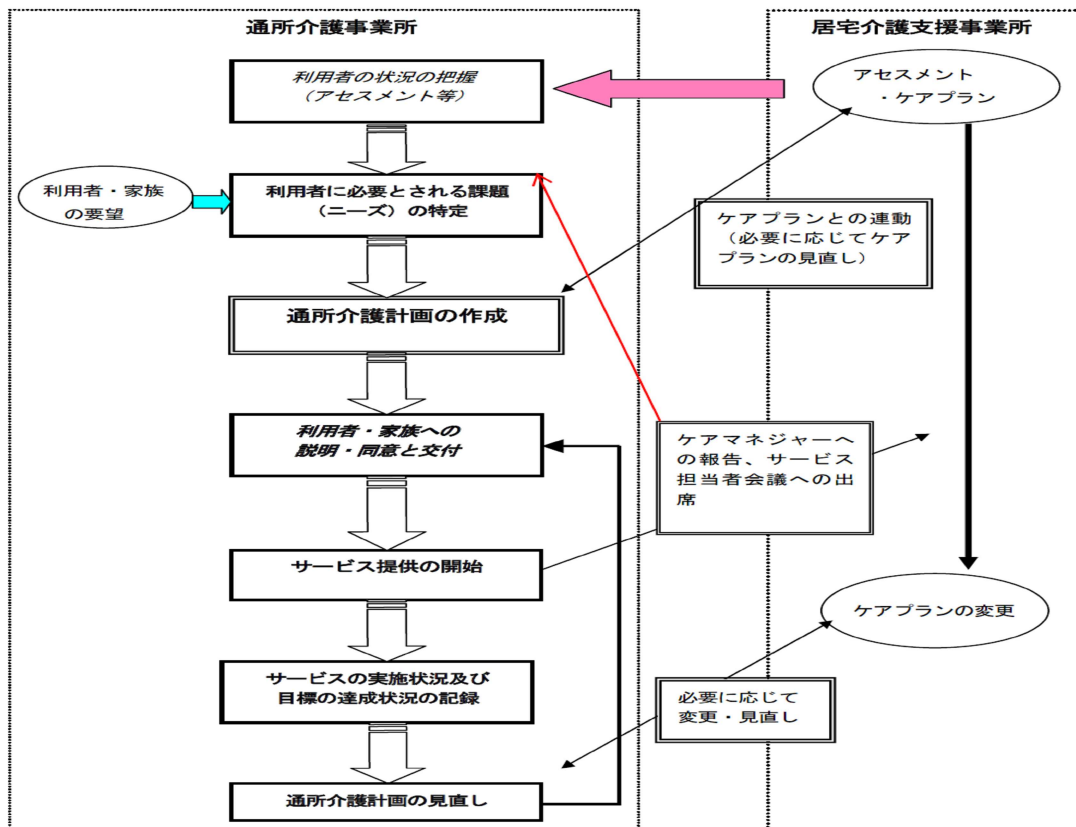 通所介護事業所
居宅介護支援事業所
利用者の状況の把握
(アセスメント等)
アセスメント
・ケアプラン
利用者・家族
の要望
利用者に必要とされる課題
(ニーズ)の特定
ケアプランとの連動
(必要に応じてケア
プランの見直し)
通所介護計画の作成
利用者・家族への
説明・同意と交付
ケアマネジャーへ
の報告、サービス
担当者会議への出
席
サービス提供の開始
ケアプランの変更
サービスの実施状況及び
目標の達成状況の記録
必要に応じて
変更・見直し
通所介護計画の見直し